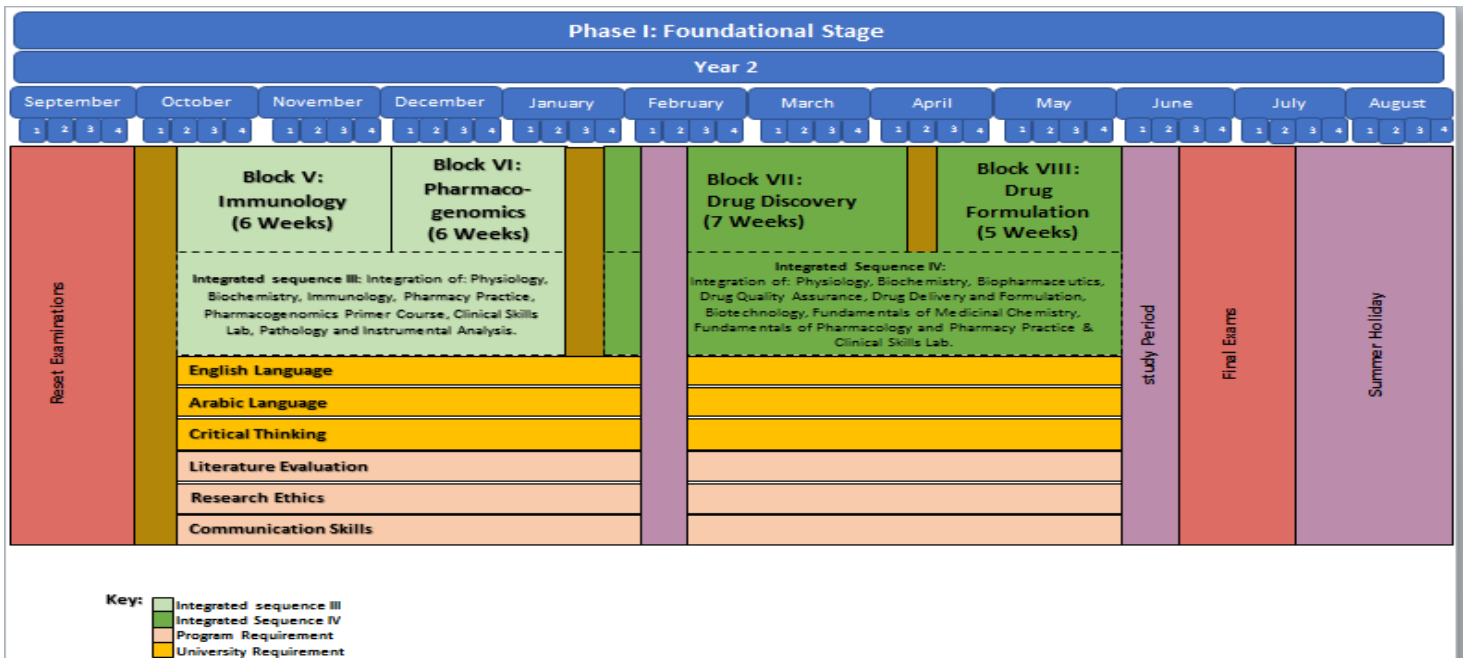 Phase I: Foundational Stage
Year 2
September October November December January February March April May June July August
1 2 3 4 1 2 3 4 1 2 3 4 1 2 3 4 1 2 3 4 1 2 3 4 1 2 3 4 1 2 3 4 1 2 3 4 1 2 3 4 1 2 3 4 1 2 3 4
Reset Examinations
Block V:
Immunology
(6 Weeks)
Block VI:
Pharmaco-
genomics
(6 Weeks)
Block VII:
Drug Discovery
(7 Weeks)
Block VIII:
Drug
Formulation
(5 Weeks)
Integrated sequence III: Integration of: Physiology,
Biochemistry, Immunology, Pharmacy Practice,
Pharmacogenomics Primer Course, Clinical Skills
Lab, Pathology and Instrumental Analysis.
Integrated Sequence IV:
Integration of: Physiology, Biochemistry, Biopharmaceutics,
Drug Quality Assurance, Drug Delivery and Formulation,
Biotechnology, Fundamentals of Medicinal Chemistry,
Fundamentals of Pharmacology and Pharmacy Practice &
Clinical Skills Lab.
English Language
Arabic Language
Critical Thinking
Literature Evaluation
Research Ethics
Communication Skills
study Period
Final Exams
Summer Holiday
Key:
Integrated sequence III
Integrated Sequence IV
Program Requirement
University Requirement